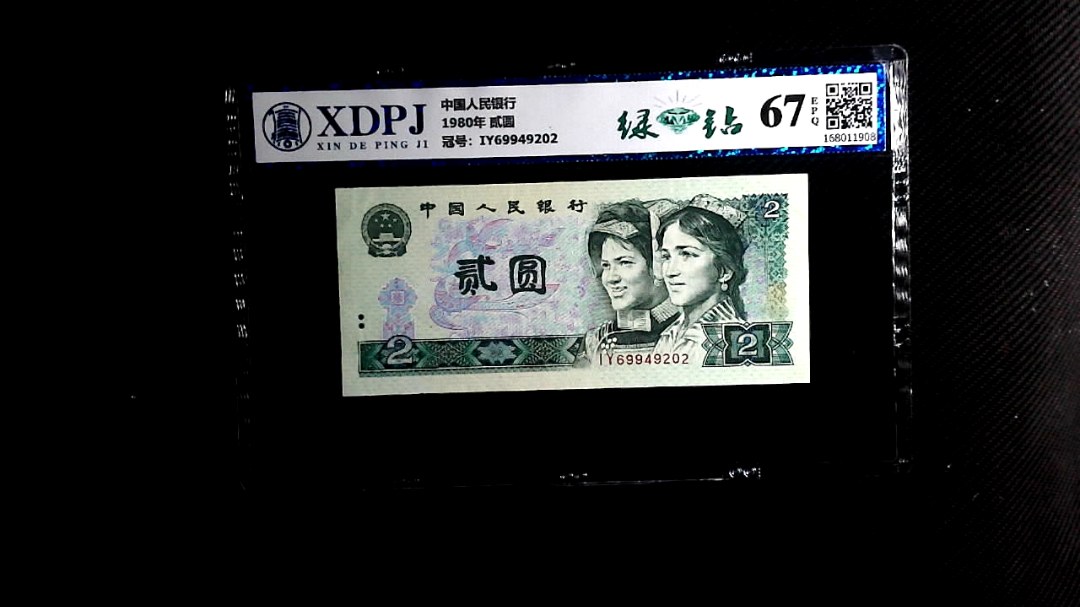 XDPJ
XIN DE PING JI
中国人民银行
1980年 贰圆
冠号：IY69949202
绿 钻
67
EPQ
168011908
中国人民银行
2
贰圆
2
IY69949202
2